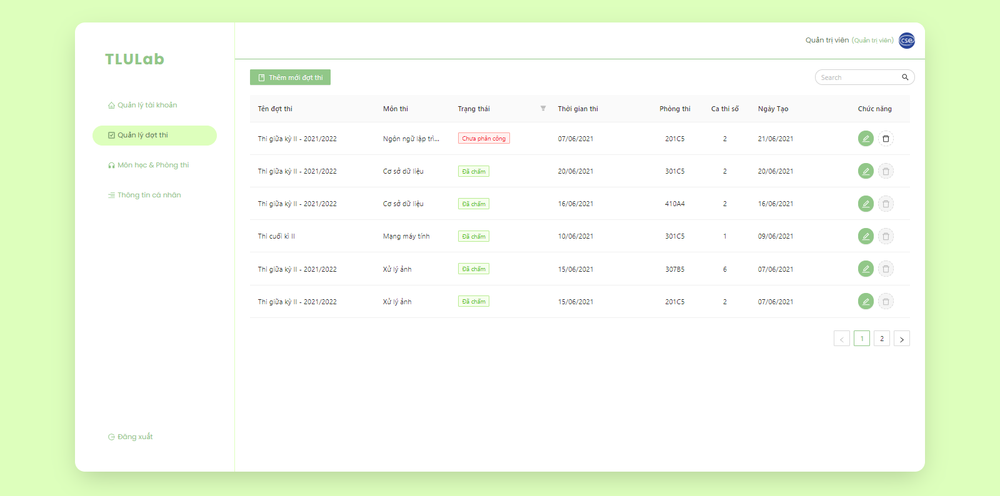 Quản trị viên (Quản trị viên) cse
TLULab
Quản lý tài khoản
Quản lý đợt thi
Môn học & Phòng thi
Thông tin cá nhân
Đăng xuất
Thêm mới đợt thi
Search
Tên đợt thi Môn thi Trạng thái Thời gian thi Phòng thi Ca thi số Ngày Tạo Chức năng
Thi giữa kỳ II - 2021/2022 Ngôn ngữ lập trì... Chưa phân công 07/06/2021 201C5 2 21/06/2021
Thi giữa kỳ II - 2021/2022 Cơ sở dữ liệu Đã chấm 20/06/2021 301C5 2 20/06/2021
Thi giữa kỳ II - 2021/2022 Cơ sở dữ liệu Đã chấm 16/06/2021 410A4 2 16/06/2021
Thi cuối kì II Mạng máy tính Đã chấm 10/06/2021 301C5 1 09/06/2021
Thi giữa kỳ II - 2021/2022 Xử lý ảnh Đã chấm 15/06/2021 307B5 6 07/06/2021
Thi giữa kỳ II - 2021/2022 Xử lý ảnh Đã chấm 15/06/2021 201C5 2 07/06/2021
< 1 2 >